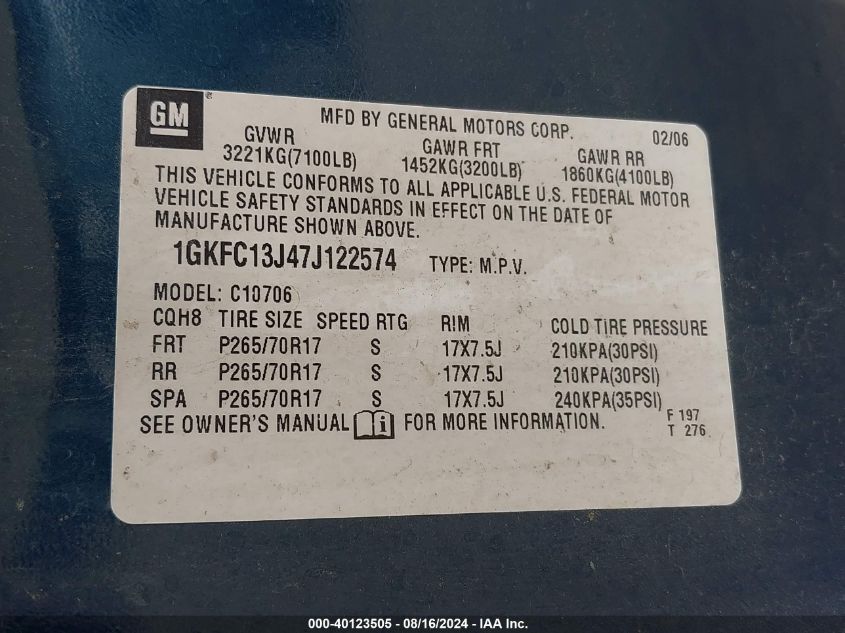 GM ®
MFD BY GENERAL MOTORS CORP. 02/06
GVWR GAWR FRT GAWR RR
3221KG(7100LB) 1452KG(3200LB) 1860KG(4100LB)
THIS VEHICLE CONFORMS TO ALL APPLICABLE U.S. FEDERAL MOTOR
VEHICLE SAFETY STANDARDS IN EFFECT ON THE DATE OF
MANUFACTURE SHOWN ABOVE.
1GKFC13J47J122574 TYPE: M.P.V.
MODEL: C10706
CQH8 TIRE SIZE SPEED RTG RIM COLD TIRE PRESSURE
FRT P265/70R17 S 17X7.5J 210KPA(30PSI)
RR P265/70R17 S 17X7.5J 210KPA(30PSI)
SPA P265/70R17 S 17X7.5J 240KPA(35PSI)
SEE OWNER'S MANUAL i FOR MORE INFORMATION. F 197
T 276
000-40123505 - 08/16/2024 - IAA Inc.